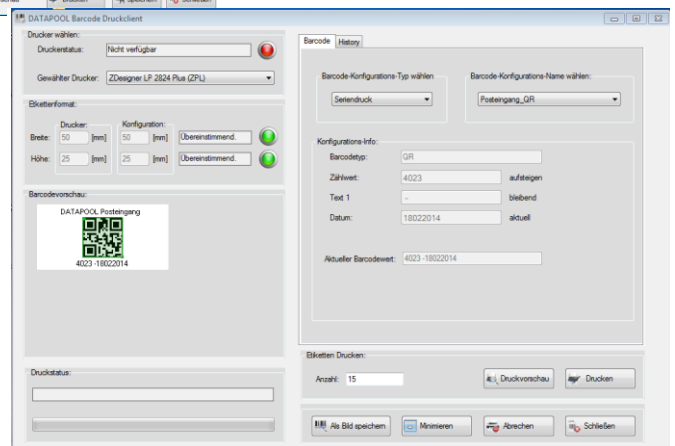 Drucken
Speichern
Schließen
DATAPOOL Barcode Druckclient
Drucker wählen:
Druckerstatus: Nicht verfügbar
Gewählter Drucker: ZDesigner LP 2824 Plus (ZPL)
Etikettenformat:
Drucker: Konfiguration:
Breite: 50 [mm] 50 [mm] Übereinstimmend.
Höhe: 25 [mm] 25 [mm] Übereinstimmend.
Barcodevorschau:
DATAPOOL Posteingang
4023 -18022014
Druckstatus:
Barcode History
Barcode-Konfigurations-Typ wählen Barcode-Konfigurations-Name wählen:
Seriendruck Posteingang_QR
Konfigurations-Info:
Barcodetyp: QR
Zählwert: 4023 aufsteigen
Text 1 - bleibend
Datum: 18022014 aktuell
Aktueller Barcodewert: 4023 -18022014
Etiketten Drucken:
Anzahl: 15 Druckvorschau Drucken
Als Bild speichern Minimieren Abrechen Schließen